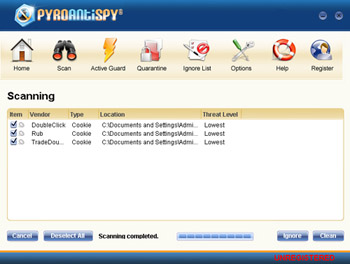 PYROANTISPY®
Home Scan Active Guard Quarantine Ignore List Options Help Register
Scanning
Item Vendor Type Location Threat Level
DoubleClick Cookie C:\Documents and Settings\Admi... Lowest
Rub Cookie C:\Documents and Settings\Admi... Lowest
TradeDou... Cookie C:\Documents and Settings\Admi... Lowest
Cancel Deselect All Scanning completed. Ignore Clean